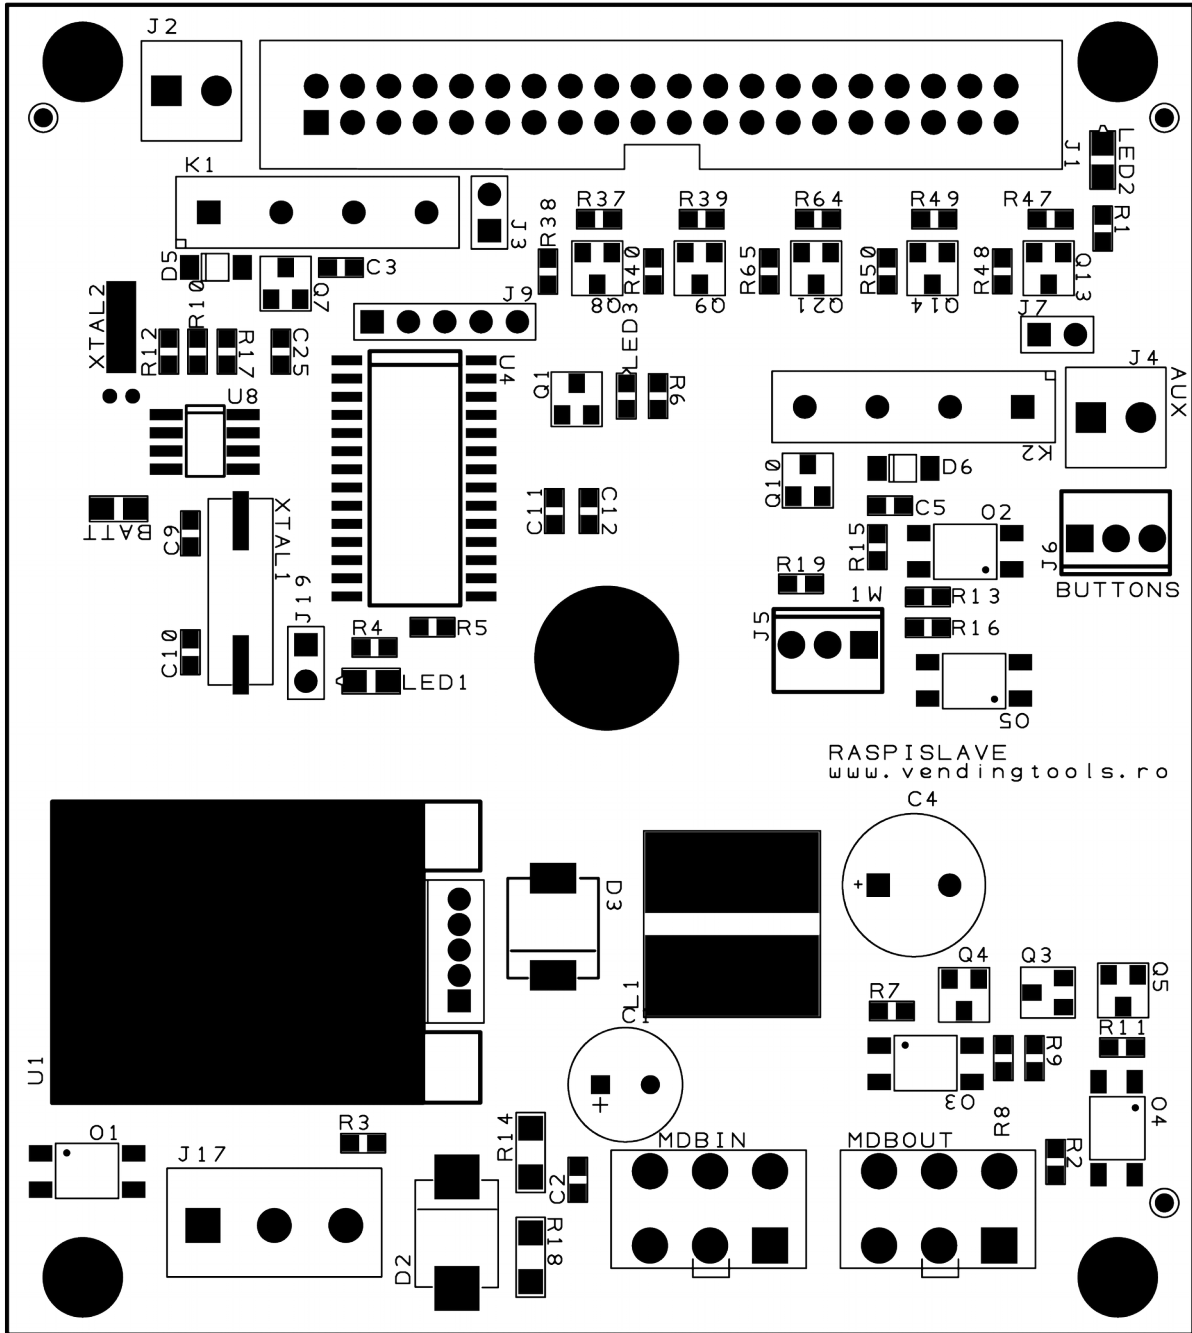 J2
K1
J3
J1
LED2
R1
R37
R39
R64
R49
R47
R38
R40
R65
R50
R48
Q8
Q9
Q21
Q14
Q13
D5
R10
Q7
C3
J9
LED3
J7
XTAL2
R12
R17
C25
U4
Q1
R6
J4
AUX
U8
K2
Q10
D6
BATT
C9
XTAL1
C11
C12
C5
O2
R15
J9
BUTTONS
R19
1W
R13
J5
R16
J19
C10
R4
R5
LED1
O5
RASPISLAVE
www.vendingtools.ro
C4
D3
L1
C1
Q4
Q3
Q5
R7
R11
R9
U1
O3
R8
O4
O1
R3
R14
MDBIN
MDBOUT
J17
C2
R2
D2
R18